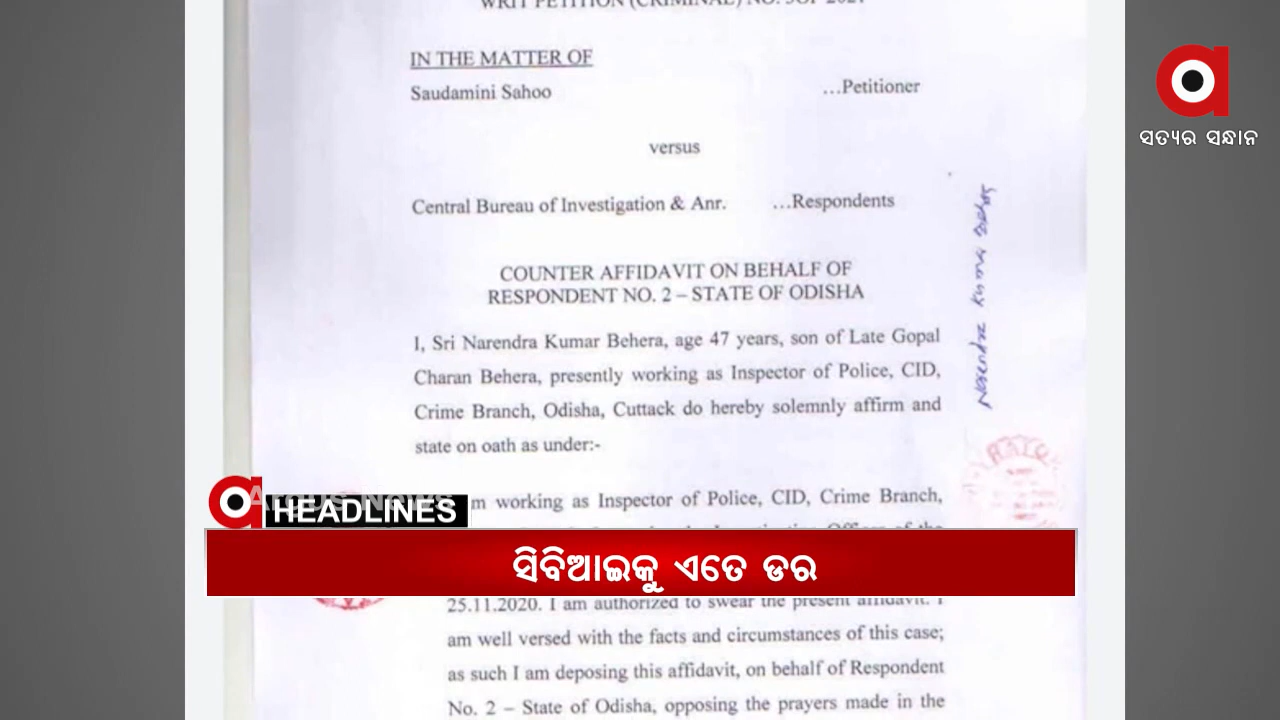 IN THE MATTER OF
Saudamini Sahoo ...Petitioner
ସତ୍ୟର ସନ୍ଧାନ
versus
Central Bureau of Investigation & Anr. ...Respondents
COUNTER AFFIDAVIT ON BEHALF OF
RESPONDENT NO. 2 – STATE OF ODISHA
Narendra Kumar Behera
I, Sri Narendra Kumar Behera, age 47 years, son of Late Gopal
Charan Behera, presently working as Inspector of Police, CID,
Crime Branch, Odisha, Cuttack do hereby solemnly affirm and
state on oath as under:-
working as Inspector of Police, CID, Crime Branch,
HEADLINES
ସିବିଆଇକୁ ଏତେ ଡର
25.11.2020. I am authorized to swear the present affidavit. I
am well versed with the facts and circumstances of this case;
as such I am deposing this affidavit, on behalf of Respondent
No. 2 – State of Odisha, opposing the prayers made in the